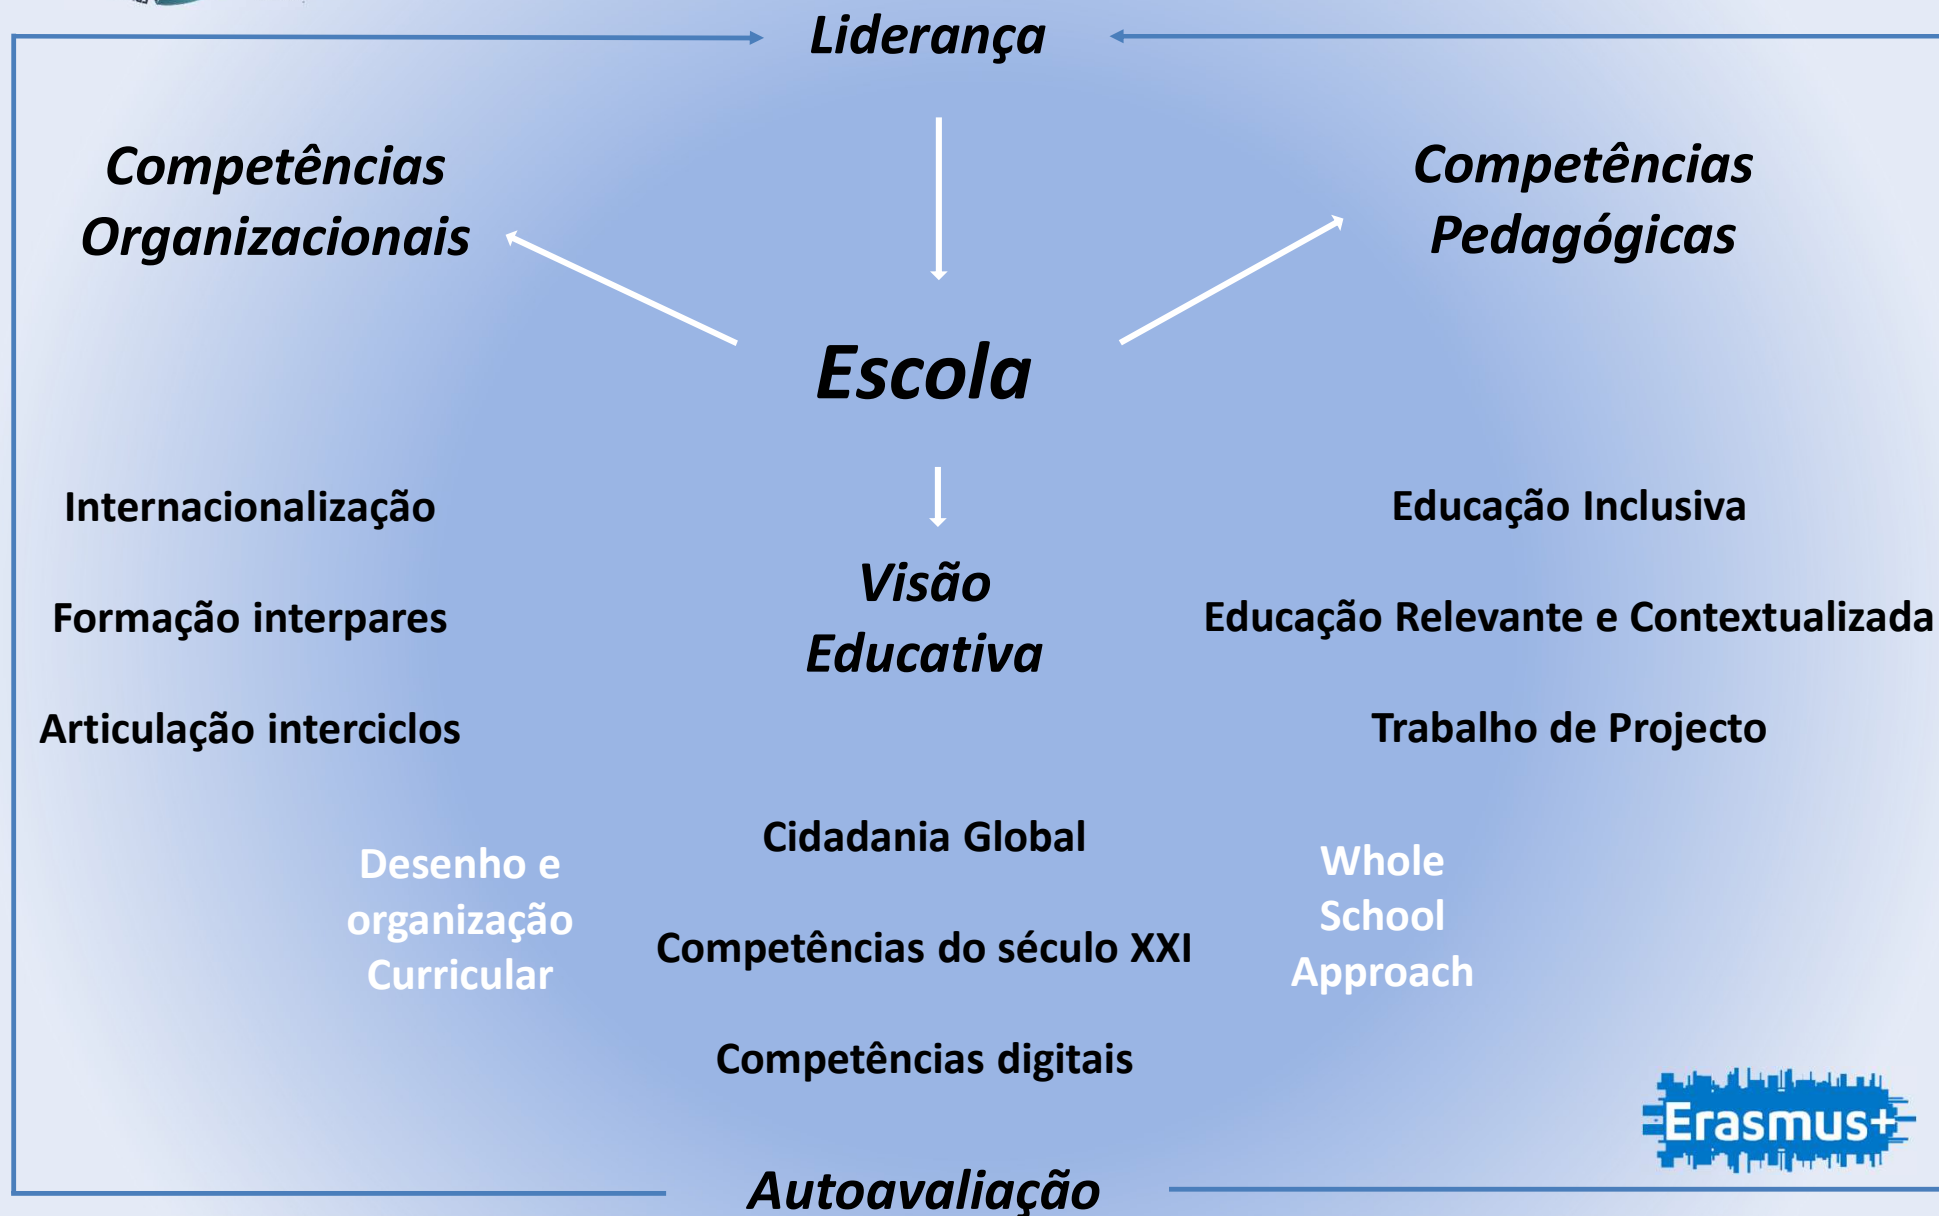 Liderança
Competências
Organizacionais
Competências
Pedagógicas
Escola
Internacionalização
Formação interpares
Articulação interciclos
Visão
Educativa
Educação Inclusiva
Educação Relevante e Contextualizada
Trabalho de Projecto
Desenho e
organização
Curricular
Cidadania Global
Competências do século XXI
Competências digitais
Whole
School
Approach
Erasmus+
Autoavaliação